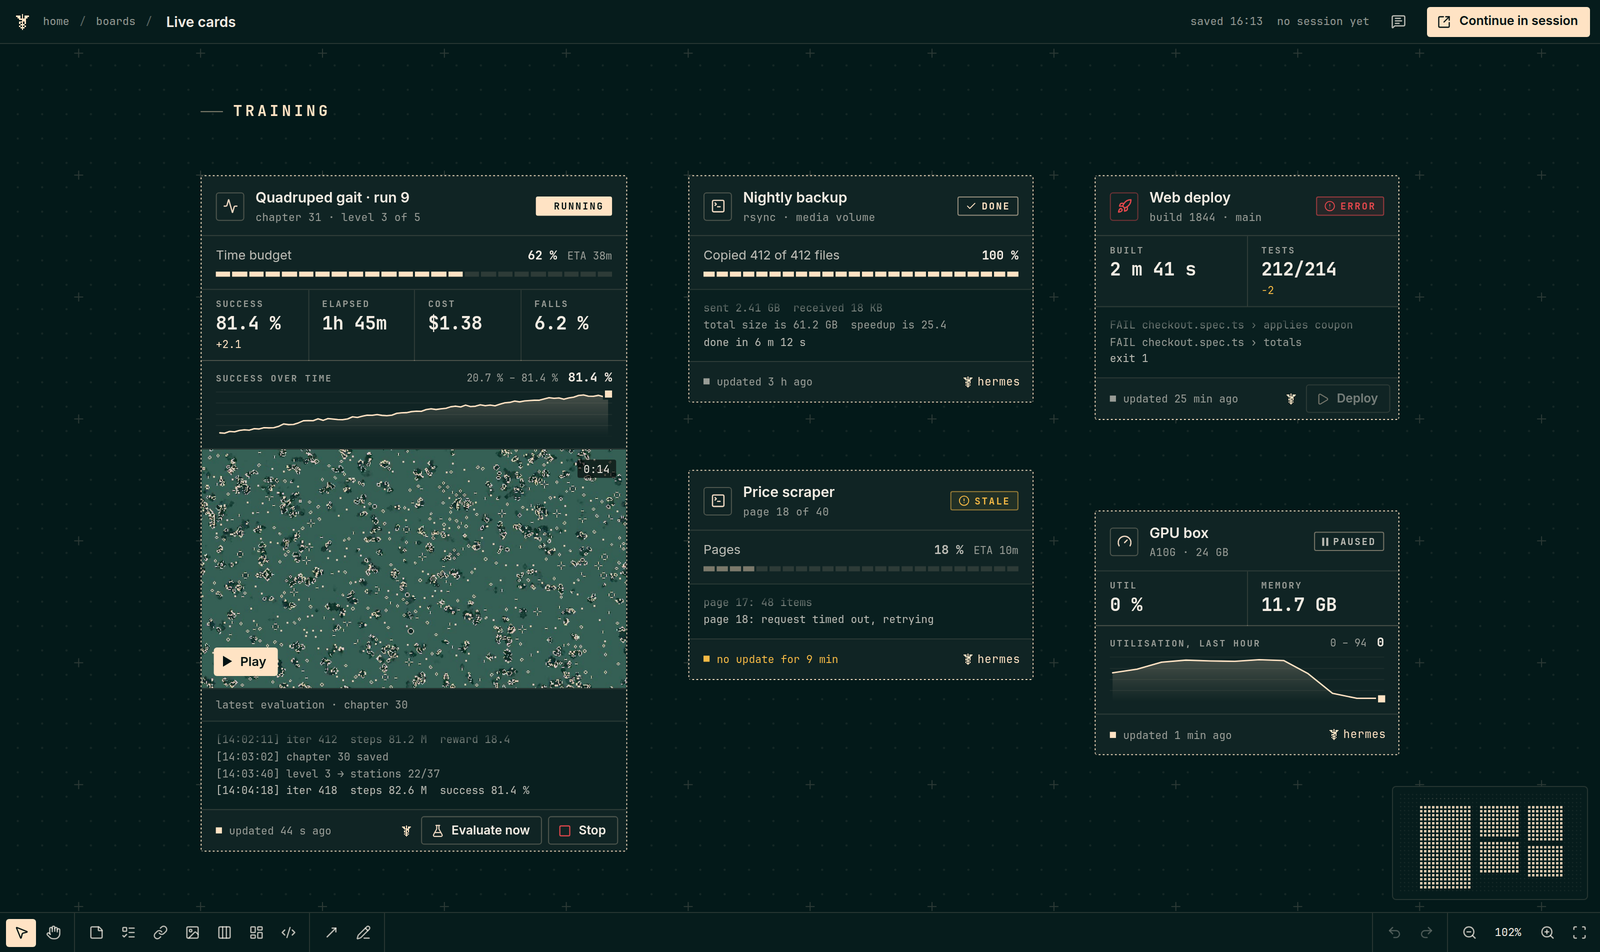 home / boards / Live cards
saved 16:13 no session yet
Continue in session
TRAINING
Quadruped gait · run 9
chapter 31 · level 3 of 5
RUNNING
Time budget 62 % ETA 38m
SUCCESS
81.4 %
+2.1
ELAPSED
1h 45m
COST
$1.38
FALLS
6.2 %
SUCCESS OVER TIME 20.7 % – 81.4 % 81.4 %
0:14
Play
latest evaluation · chapter 30
[14:02:11] iter 412 steps 81.2 M reward 18.4
[14:03:02] chapter 30 saved
[14:03:40] level 3 → stations 22/37
[14:04:18] iter 418 steps 82.6 M success 81.4 %
updated 44 s ago
Evaluate now
Stop
Nightly backup
rsync · media volume
DONE
Copied 412 of 412 files 100 %
sent 2.41 GB received 18 KB
total size is 61.2 GB speedup is 25.4
done in 6 m 12 s
updated 3 h ago hermes
Price scraper
page 18 of 40
STALE
Pages 18 % ETA 10m
page 17: 48 items
page 18: request timed out, retrying
no update for 9 min hermes
Web deploy
build 1844 · main
ERROR
BUILT
2 m 41 s
TESTS
212/214
-2
FAIL checkout.spec.ts › applies coupon
FAIL checkout.spec.ts › totals
exit 1
updated 25 min ago
Deploy
GPU box
A10G · 24 GB
PAUSED
UTIL
0 %
MEMORY
11.7 GB
UTILISATION, LAST HOUR 0 – 94 0
updated 1 min ago hermes
102%